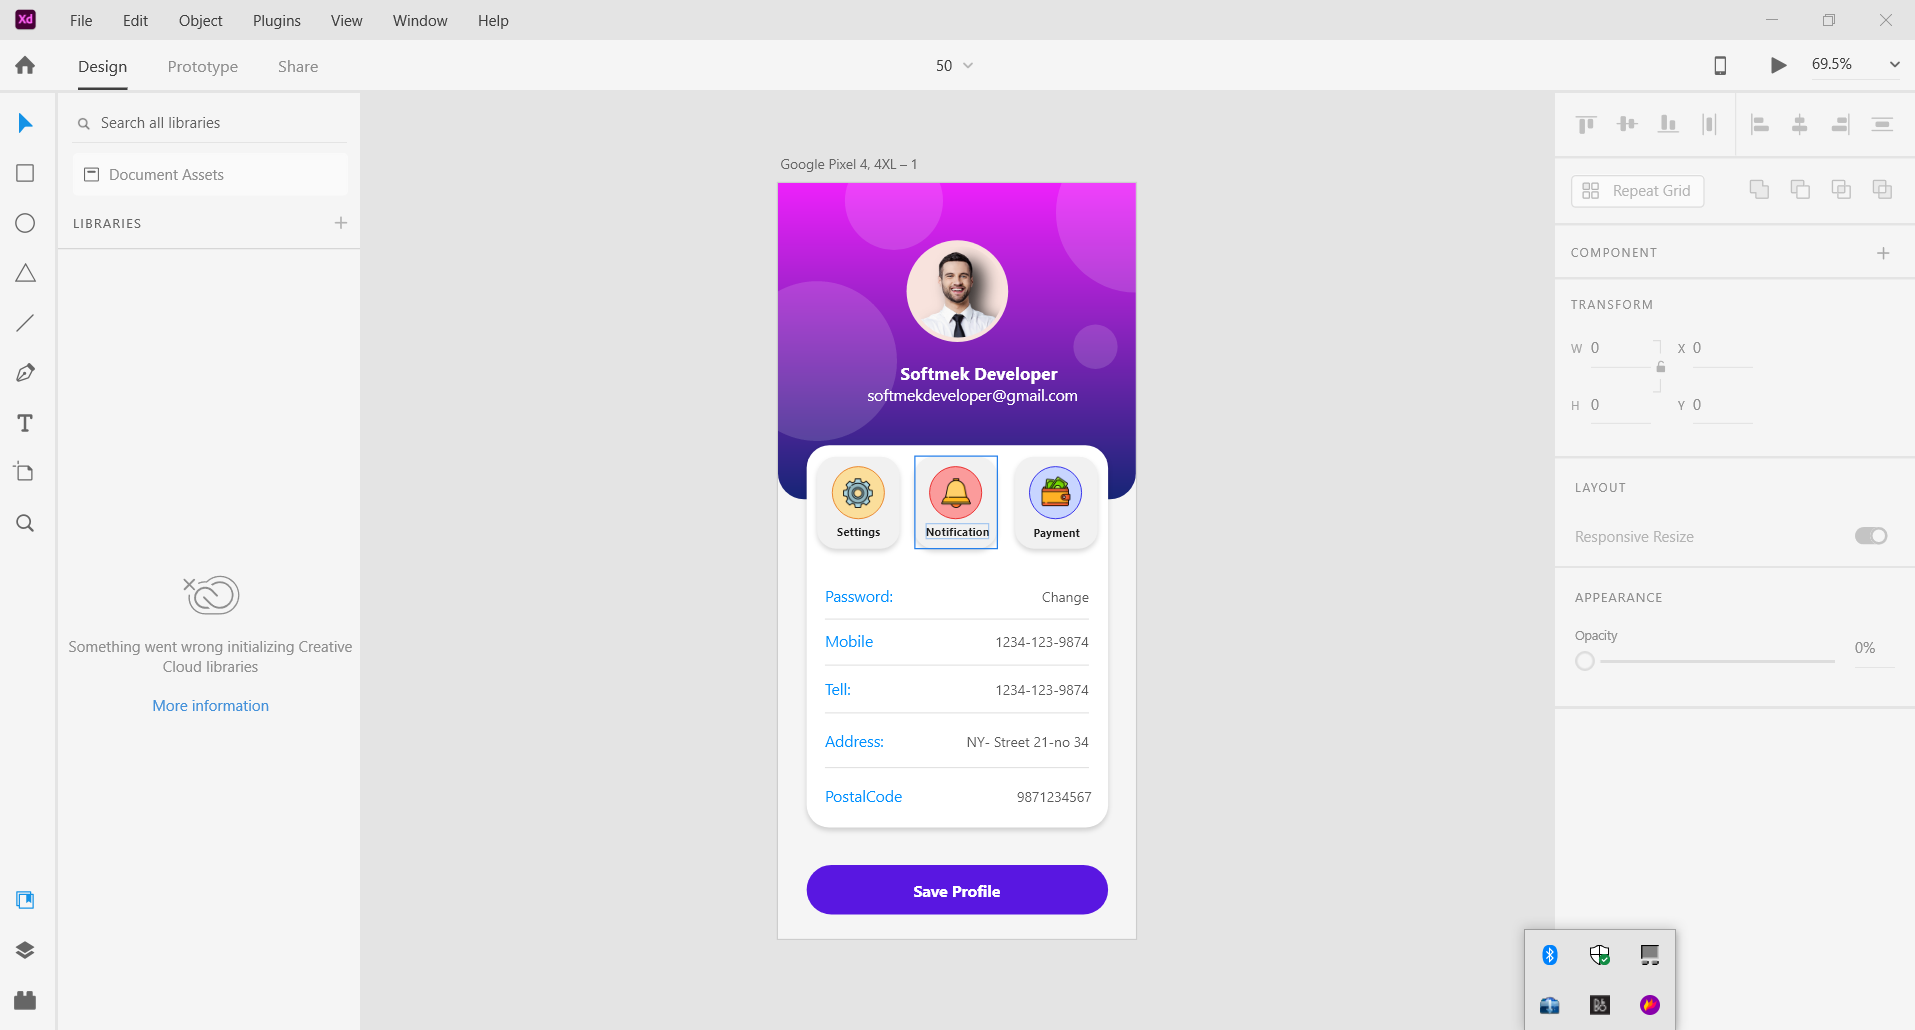 Xd File Edit Object Plugins View Window Help
Design Prototype Share 50 69.5%
Search all libraries
Document Assets
LIBRARIES
Something went wrong initializing Creative
Cloud libraries
More information
Google Pixel 4, 4XL – 1
Softmek Developer
softmekdeveloper@gmail.com
Settings Notification Payment
Password: Change
Mobile 1234-123-9874
Tell: 1234-123-9874
Address: NY- Street 21-no 34
PostalCode 9871234567
Save Profile
Repeat Grid
COMPONENT
TRANSFORM
W 0 X 0
H 0 Y 0
LAYOUT
Responsive Resize
APPEARANCE
Opacity
0%